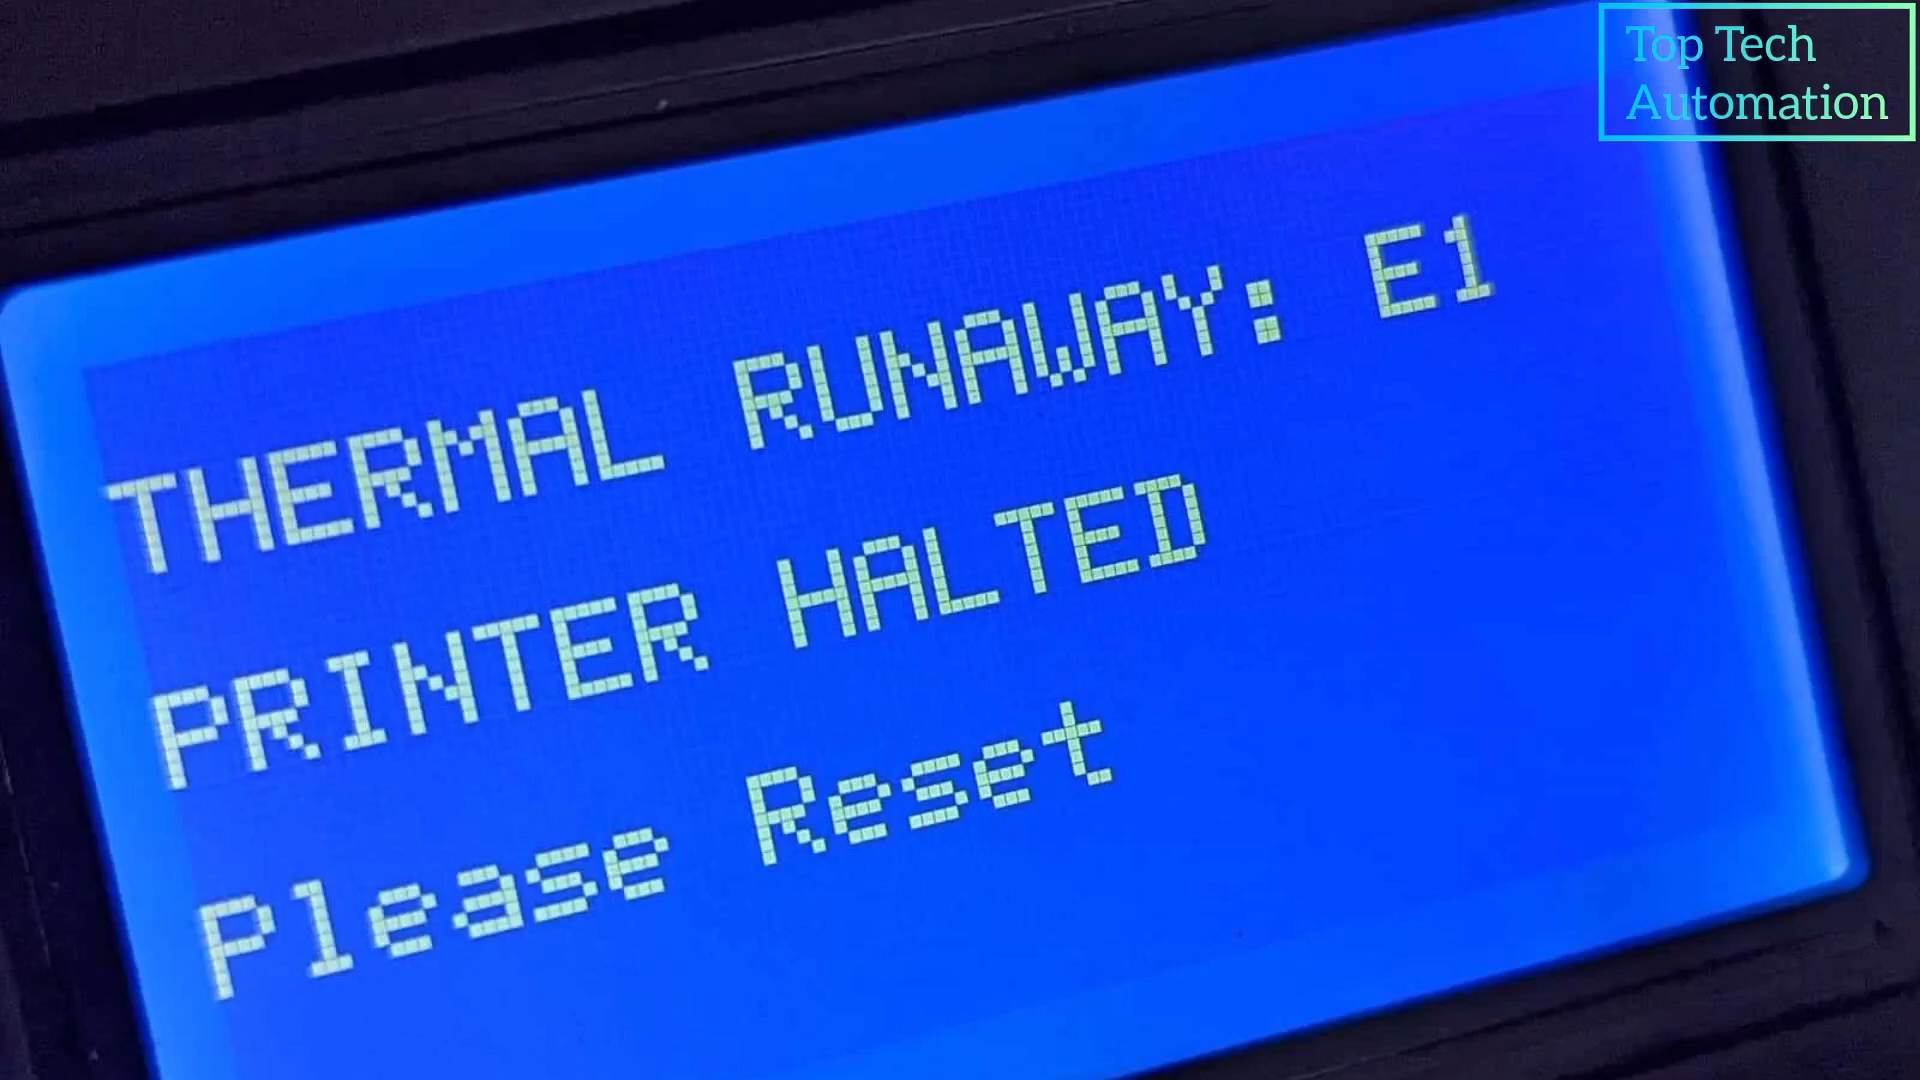 Top Tech
Automation
THERMAL RUNAWAY: E1
PRINTER HALTED
Please Reset